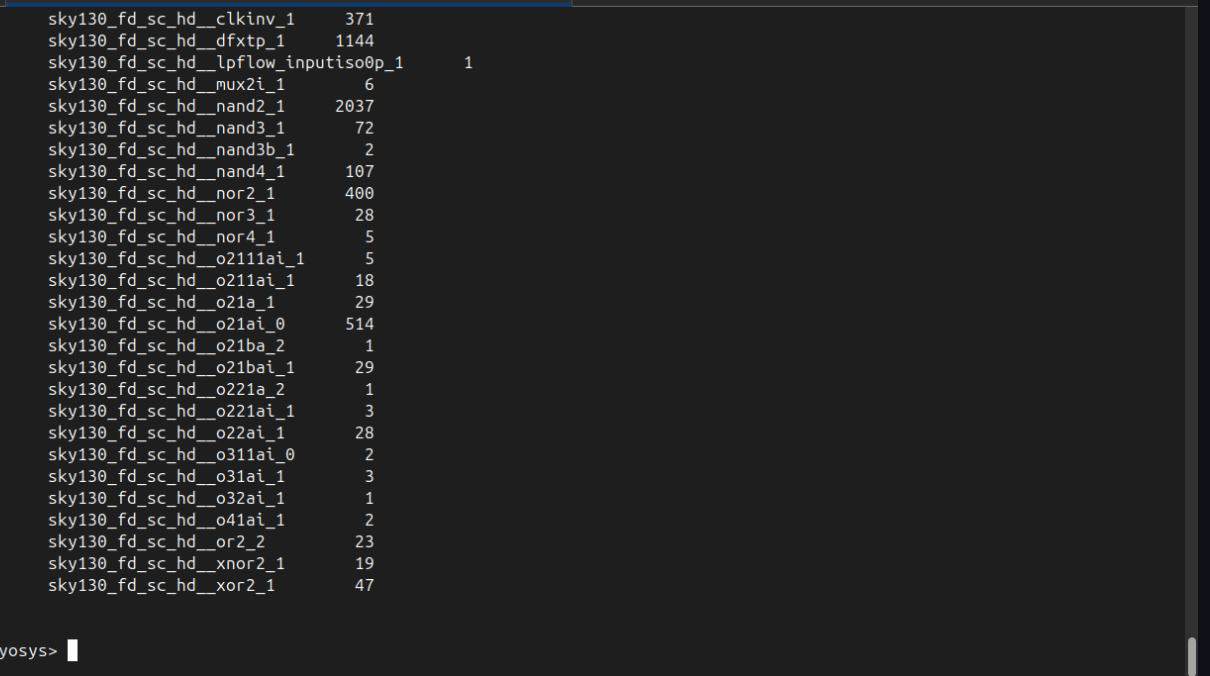 sky130_fd_sc_hd__clkinv_1 371
sky130_fd_sc_hd__dfxtp_1 1144
sky130_fd_sc_hd__lpflow_inputiso0p_1 1
sky130_fd_sc_hd__mux2i_1 6
sky130_fd_sc_hd__nand2_1 2037
sky130_fd_sc_hd__nand3_1 72
sky130_fd_sc_hd__nand3b_1 2
sky130_fd_sc_hd__nand4_1 107
sky130_fd_sc_hd__nor2_1 400
sky130_fd_sc_hd__nor3_1 28
sky130_fd_sc_hd__nor4_1 5
sky130_fd_sc_hd__o2111ai_1 5
sky130_fd_sc_hd__o211ai_1 18
sky130_fd_sc_hd__o21a_1 29
sky130_fd_sc_hd__o21ai_0 514
sky130_fd_sc_hd__o21ba_2 1
sky130_fd_sc_hd__o21bai_1 29
sky130_fd_sc_hd__o221a_2 1
sky130_fd_sc_hd__o221ai_1 3
sky130_fd_sc_hd__o22ai_1 28
sky130_fd_sc_hd__o311ai_0 2
sky130_fd_sc_hd__o31ai_1 3
sky130_fd_sc_hd__o32ai_1 1
sky130_fd_sc_hd__o41ai_1 2
sky130_fd_sc_hd__or2_2 23
sky130_fd_sc_hd__xnor2_1 19
sky130_fd_sc_hd__xor2_1 47
yosys>